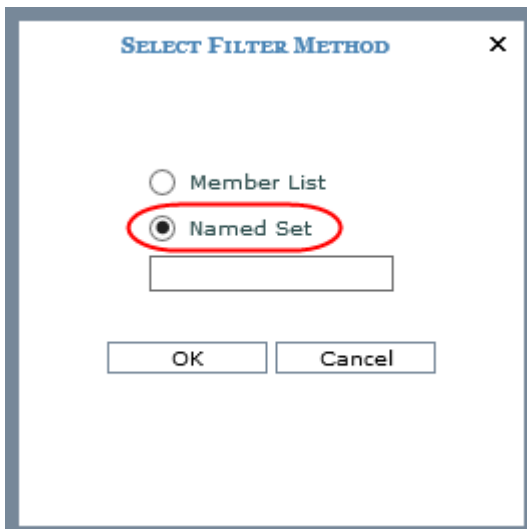 SELECT FILTER METHOD
Member List
Named Set
OK
Cancel